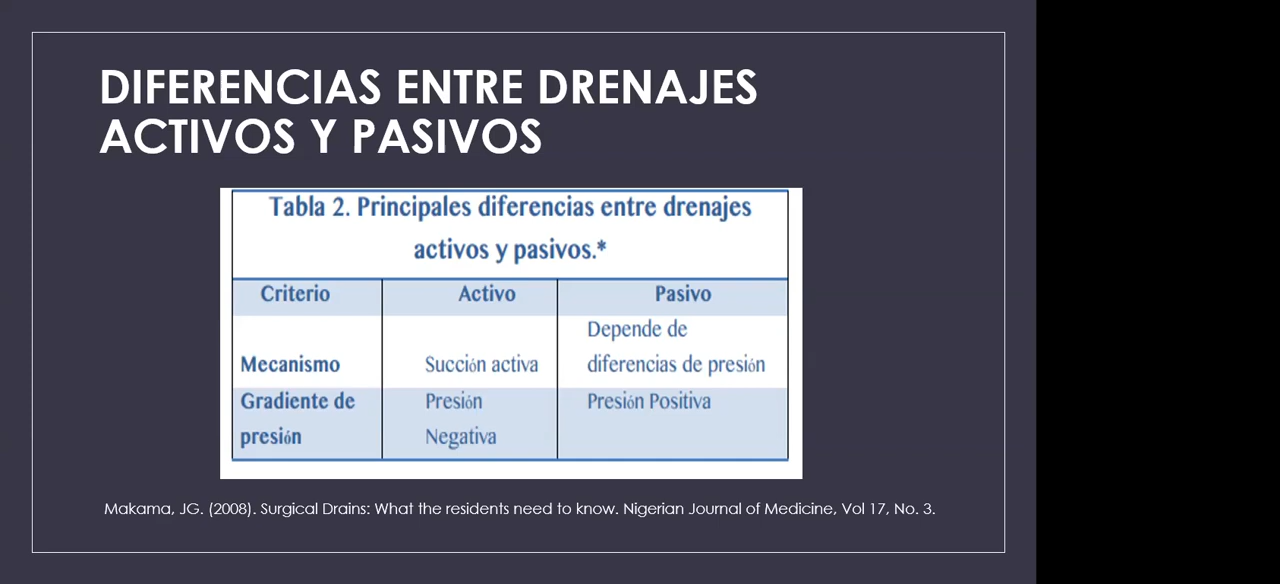 DIFERENCIAS ENTRE DRENAJES
ACTIVOS Y PASIVOS
Tabla 2. Principales diferencias entre drenajes
activos y pasivos.*
Criterio Activo Pasivo
Depende de
Mecanismo Succión activa diferencias de presión
Gradiente de Presión Presión Positiva
presión Negativa
Makama, JG. (2008). Surgical Drains: What the residents need to know. Nigerian Journal of Medicine, Vol 17, No. 3.